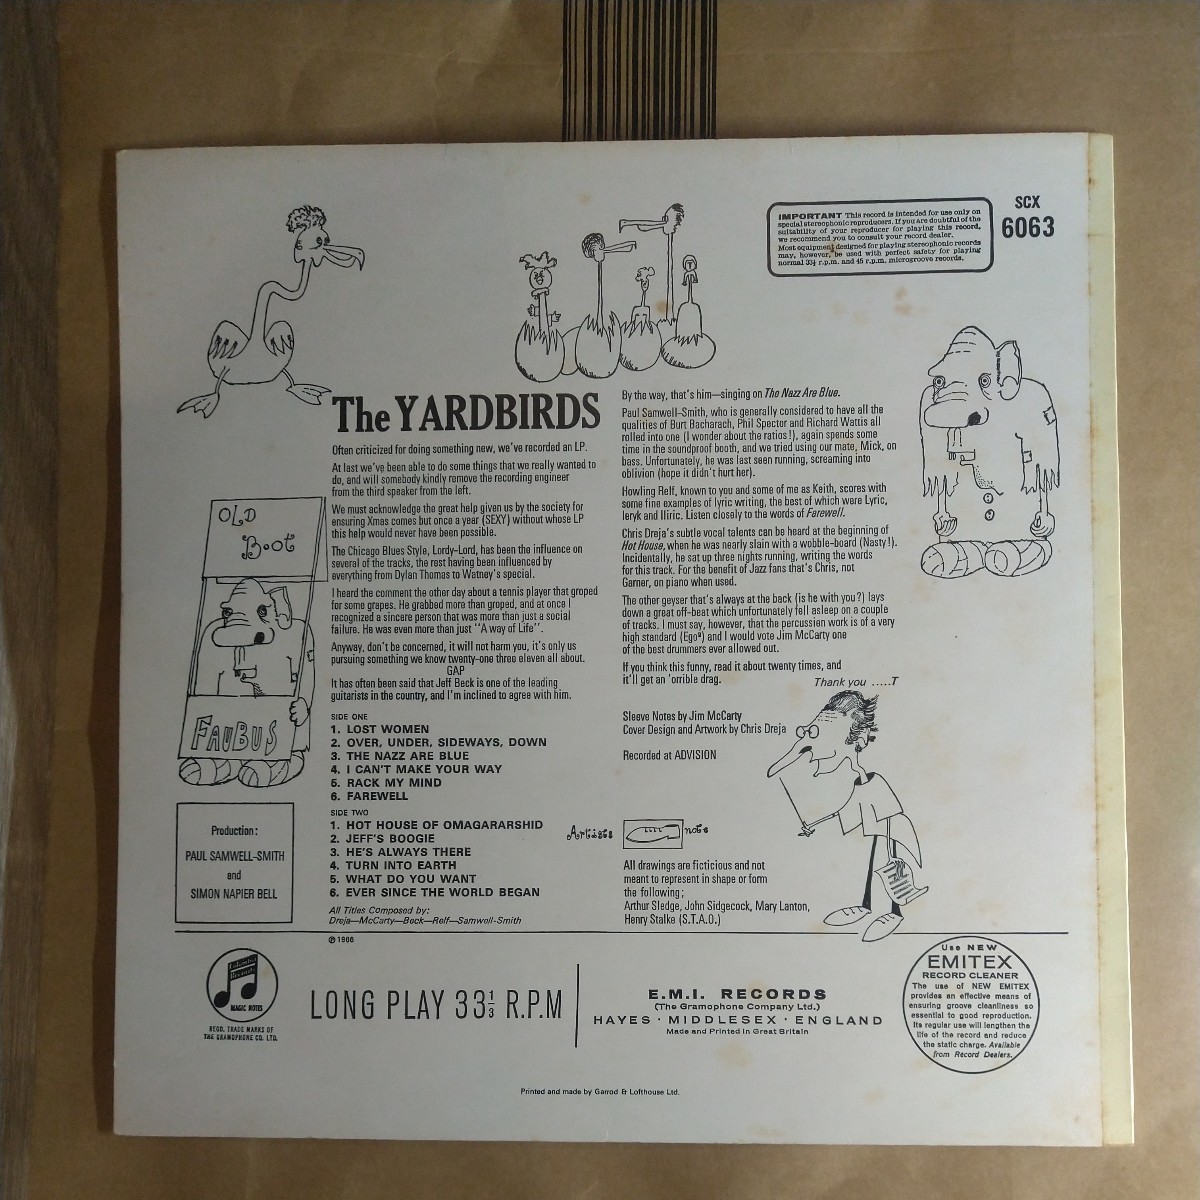 IMPORTANT This record is intended for use only on
special stereophonic reproducers. If you are doubtful of the
suitability of your reproducer for playing this record,
we recommend you to consult your record dealer.
Most equipment designed for playing stereophonic records
may, however, be used with perfect safety for playing
normal 33⅓ r.p.m. and 45 r.p.m. microgroove records.
SCX
6063
The YARDBIRDS
Often criticized for doing something new, we've recorded an LP.
At last we've been able to do some things that we really wanted to
do, and will somebody kindly remove the recording engineer
from the third speaker from the left.
We must acknowledge the great help given us by the society for
ensuring Xmas comes but once a year (SEXY) without whose LP
this help would never have been possible.
The Chicago Blues Style, Lordy-Lord, has been the influence on
several of the tracks, the rest having been influenced by
everything from Dylan Thomas to Watney's special.
I heard the comment the other day about a tennis player that groped
for some grapes. He grabbed more than groped, and at once I
recognized a sincere person that was more than just a social
failure. He was even more than just "A way of Life".
Anyway, don't be concerned, it will not harm you, it's only us
pursuing something we know twenty-one three eleven all about.
GAP
It has often been said that Jeff Beck is one of the leading
guitarists in the country, and I'm inclined to agree with him.
SIDE ONE
1. LOST WOMEN
2. OVER, UNDER, SIDEWAYS, DOWN
3. THE NAZZ ARE BLUE
4. I CAN'T MAKE YOUR WAY
5. RACK MY MIND
6. FAREWELL
SIDE TWO
1. HOT HOUSE OF OMAGARARSHID
2. JEFF'S BOOGIE
3. HE'S ALWAYS THERE
4. TURN INTO EARTH
5. WHAT DO YOU WANT
6. EVER SINCE THE WORLD BEGAN
All Titles Composed by:
Dreja—McCarty—Beck—Relf—Samwell-Smith
℗ 1966
By the way, that's him—singing on The Nazz Are Blue.
Paul Samwell-Smith, who is generally considered to have all the
qualities of Burt Bacharach, Phil Spector and Richard Wattis all
rolled into one (I wonder about the ratios!), again spends some
time in the soundproof booth, and we tried using our mate, Mick, on
bass. Unfortunately, he was last seen running, screaming into
oblivion (hope it didn't hurt her).
Howling Relf, known to you and some of me as Keith, scores with
some fine examples of lyric writing, the best of which were Lyric,
leryk and Iliric. Listen closely to the words of Farewell.
Chris Dreja's subtle vocal talents can be heard at the beginning of
Hot House, when he was nearly slain with a wobble-board (Nasty!).
Incidentally, he sat up three nights running, writing the words
for this track. For the benefit of Jazz fans that's Chris, not
Garner, on piano when used.
The other geyser that's always at the back (is he with you?) lays
down a great off-beat which unfortunately fell asleep on a couple
of tracks. I must say, however, that the percussian work is of a very
high standard (Ego⁹) and I would vote Jim McCarty one
of the best drummers ever allowed out.
If you think this funny, read it about twenty times, and
it'll get an 'orrible drag.
Thank you .....T
Sleeve Notes by Jim McCarty
Cover Design and Artwork by Chris Dreja
Recorded at ADVISION
Artists note
All drawings are ficticious and not
meant to represent in shape or form
the following;
Arthur Sledge, John Sidgecock, Mary Lanton,
Henry Stalke (S.T.A.O.)
OLD
Boot
FAUBUS
Production:
PAUL SAMWELL-SMITH
and
SIMON NAPIER BELL
Columbia
Records
MAGIC NOTES
REGD. TRADE MARKS OF
THE GRAMOPHONE CO. LTD.
LONG PLAY 33⅓ R.P.M
E.M.I. RECORDS
(The Gramophone Company Ltd.)
HAYES · MIDDLESEX · ENGLAND
Made and Printed in Great Britain
Use NEW
EMITEX
RECORD CLEANER
The use of NEW EMITEX
provides an effective means of
ensuring groove cleanliness so
essential to good reproduction.
Its regular use will lengthen the
life of the record and reduce
the static charge. Available
from Record Dealers.
Printed and made by Garrod & Lofthouse Ltd.